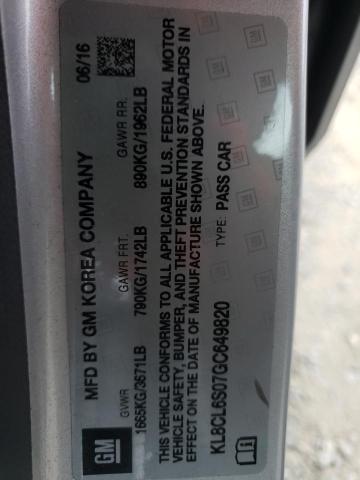 MFD BY GM KOREA COMPANY 06/16
GVWR GAWR FRT. GAWR RR.
1665KG/3671LB 790KG/1742LB 890KG/1962LB
THIS VEHICLE CONFORMS TO ALL APPLICABLE U.S. FEDERAL MOTOR
VEHICLE SAFETY, BUMPER, AND THEFT PREVENTION STANDARDS IN
EFFECT ON THE DATE OF MANUFACTURE SHOWN ABOVE.
KL8CL6S07GC649820 TYPE: PASS CAR
GM